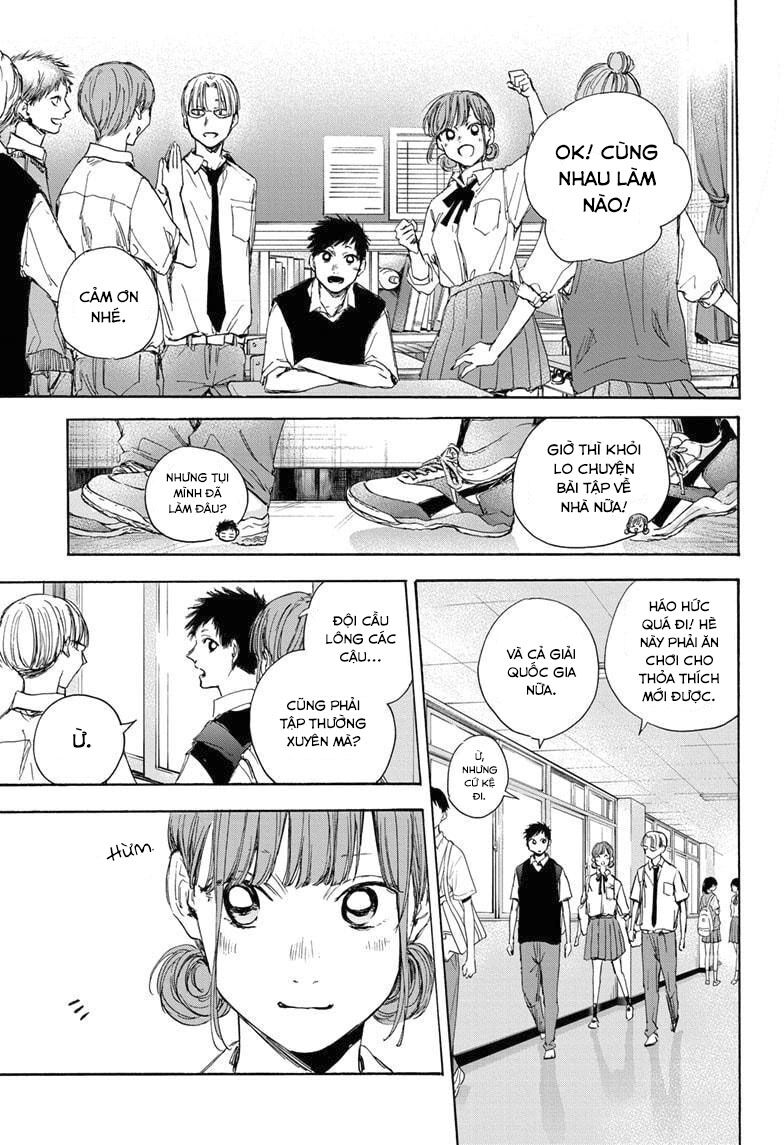 OK! CÙNG
NHAU LÀM
NÀO!
CẢM ƠN
NHÉ.
GIỜ THÌ KHỎI
LO CHUYỆN
BÀI TẬP VỀ
NHÀ NỮA!
NHƯNG TỤI
MÌNH ĐÃ
LÀM ĐÂU?
HÁO HỨC
QUÁ ĐI! HÈ
NÀY PHẢI ĂN
CHƠI CHO
THỎA THÍCH
MỚI ĐƯỢC.
VÀ CẢ GIẢI
QUỐC GIA
NỮA.
Ừ,
NHƯNG
CỨ KỆ
ĐI.
ĐỘI CẦU
LÔNG CÁC
CẬU...
CŨNG PHẢI
TẬP THƯỜNG
XUYÊN MÀ?
Ừ.
HỪM